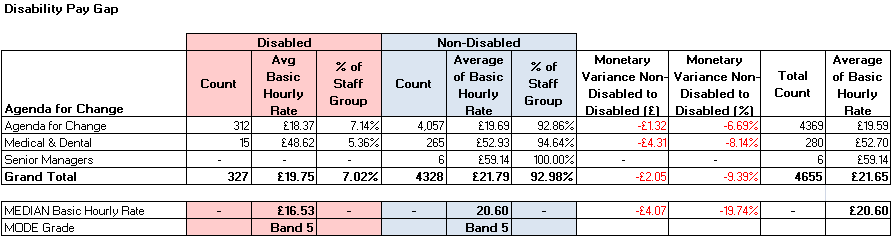 Disability Pay Gap
Disabled Non-Disabled
Agenda for Change Count Avg Basic Hourly Rate % of Staff Group Count Average of Basic Hourly Rate % of Staff Group Monetary Variance Non-Disabled to Disabled (£) Monetary Variance Non-Disabled to Disabled (%) Total Count Average of Basic Hourly Rate
Agenda for Change 312 £18.37 7.14% 4,057 £19.69 92.86% -£1.32 -6.69% 4369 £19.59
Medical & Dental 15 £48.62 5.36% 265 £52.93 94.64% -£4.31 -8.14% 280 £52.70
Senior Managers - - - 6 £59.14 100.00% - - 6 £59.14
Grand Total 327 £19.75 7.02% 4328 £21.79 92.98% -£2.05 -9.39% 4655 £21.65
MEDIAN Basic Hourly Rate - £16.53 - - 20.60 - -£4.07 -19.74% - £20.60
MODE Grade Band 5 Band 5